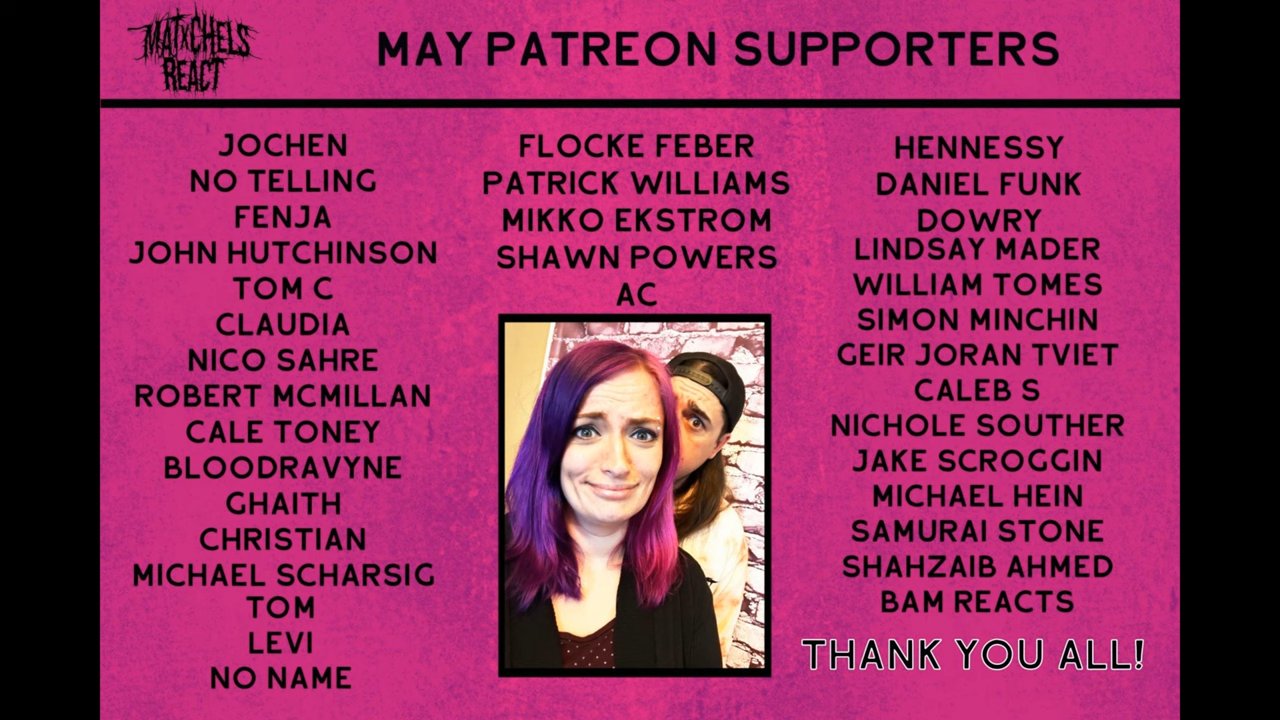 MATXCHELS
REACT
MAY PATREON SUPPORTERS
JOCHEN
NO TELLING
FENJA
JOHN HUTCHINSON
TOM C
CLAUDIA
NICO SAHRE
ROBERT MCMILLAN
CALE TONEY
BLOODRAVYNE
GHAITH
CHRISTIAN
MICHAEL SCHARSIG
TOM
LEVI
NO NAME
FLOCKE FEBER
PATRICK WILLIAMS
MIKKO EKSTROM
SHAWN POWERS
AC
HENNESSY
DANIEL FUNK
DOWRY
LINDSAY MADER
WILLIAM TOMES
SIMON MINCHIN
GEIR JORAN TVIET
CALEB S
NICHOLE SOUTHER
JAKE SCROGGIN
MICHAEL HEIN
SAMURAI STONE
SHAHZAIB AHMED
BAM REACTS
THANK YOU ALL!